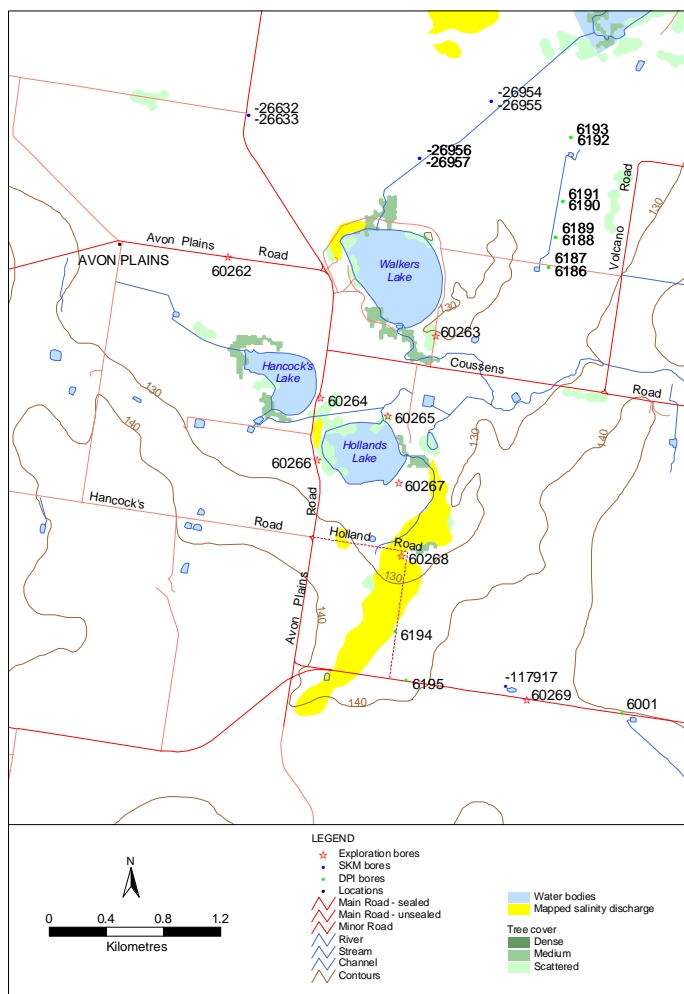 -26954
-26955
-26632
-26633
6193
6192
-26956
-26957
6191
6190
Road
130
6189
8188
Volcano
Avon Plains Road
AVON PLAINS
60262
Walkers
Lake
6187
6186
130
60263
Coussens
Road
Hancock's
Lake
60264
130
140
60265
Hollands
Lake
130
140
60266
60267
Hancock's
Road
Road
Holland Road
60268
130
Avon Plains
140
6194
6195
-117917
60269
140
6001
LEGEND
Exploration bores
SKM bores
DPI bores
Locations
Main Road - sealed
Main Road - unsealed
Minor Road
River
Stream
Channel
Contours
N
0 0.4 0.8 1.2
Kilometres
Water bodies
Mapped salinity discharge
Tree cover
Dense
Medium
Scattered